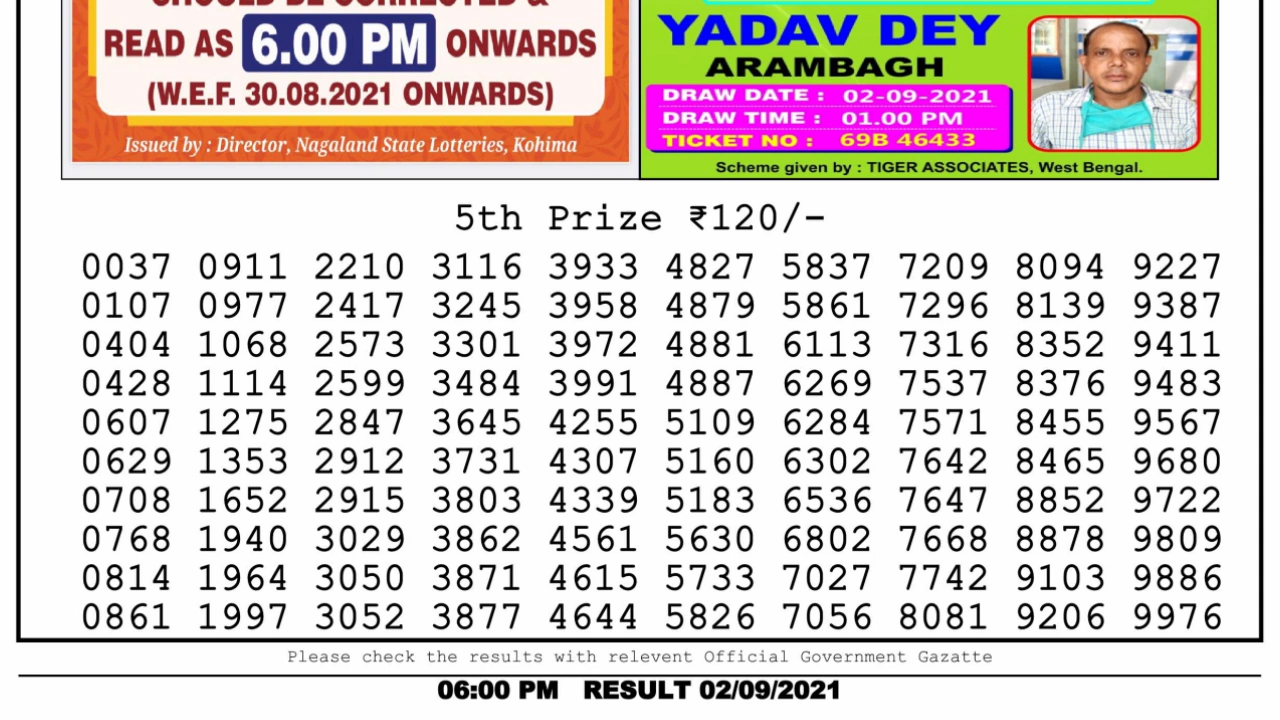 SHOULD BE CORRECTED &
READ AS 6.00 PM ONWARDS
(W.E.F. 30.08.2021 ONWARDS)
Issued by : Director, Nagaland State Lotteries, Kohima
YADAV DEY
ARAMBAGH
DRAW DATE : 02-09-2021
DRAW TIME : 01.00 PM
TICKET NO : 69B 46433
Scheme given by : TIGER ASSOCIATES, West Bengal.
5th Prize ₹120/-
0037 0911 2210 3116 3933 4827 5837 7209 8094 9227
0107 0977 2417 3245 3958 4879 5861 7296 8139 9387
0404 1068 2573 3301 3972 4881 6113 7316 8352 9411
0428 1114 2599 3484 3991 4887 6269 7537 8376 9483
0607 1275 2847 3645 4255 5109 6284 7571 8455 9567
0629 1353 2912 3731 4307 5160 6302 7642 8465 9680
0708 1652 2915 3803 4339 5183 6536 7647 8852 9722
0768 1940 3029 3862 4561 5630 6802 7668 8878 9809
0814 1964 3050 3871 4615 5733 7027 7742 9103 9886
0861 1997 3052 3877 4644 5826 7056 8081 9206 9976
Please check the results with relevent Official Government Gazatte
06:00 PM RESULT 02/09/2021